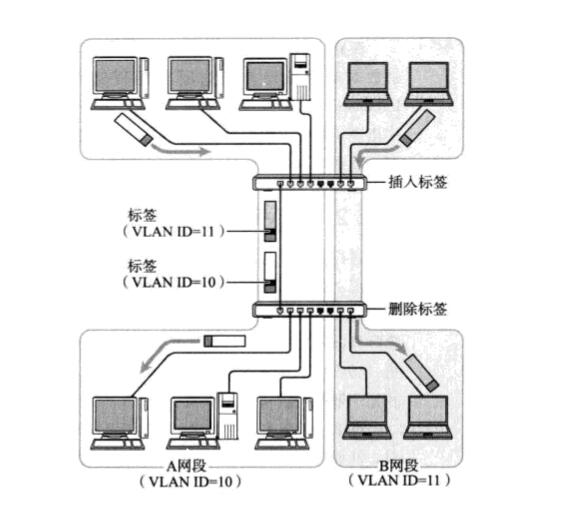 插入标签
标签
（VLAN ID=11）
标签
（VLAN ID=10）
删除标签
A网段
（VLAN ID=10）
B网段
（VLAN ID=11）